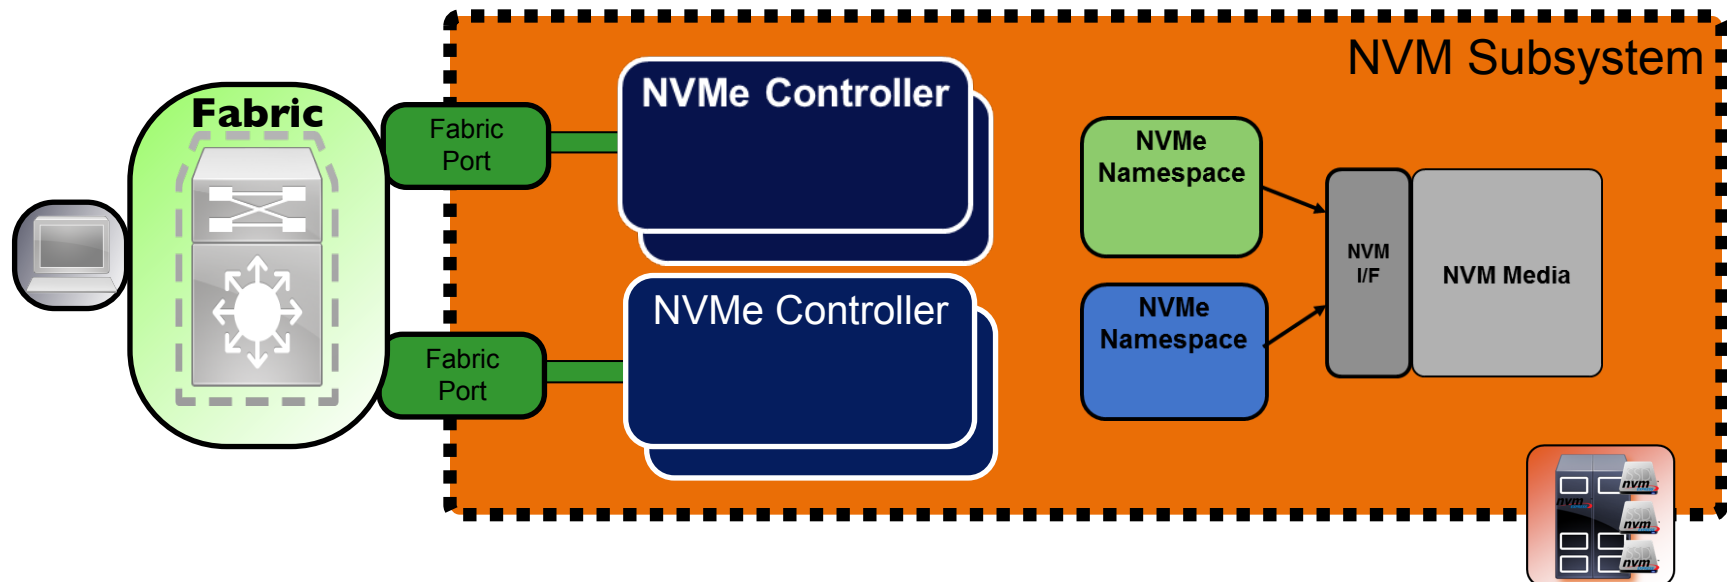 NVM Subsystem
Fabric
Fabric
Port
NVMe Controller
NVMe
Namespace
NVM
I/F
NVM Media
Fabric
Port
NVMe Controller
NVMe
Namespace
nvm
nvm
nvm
nvm